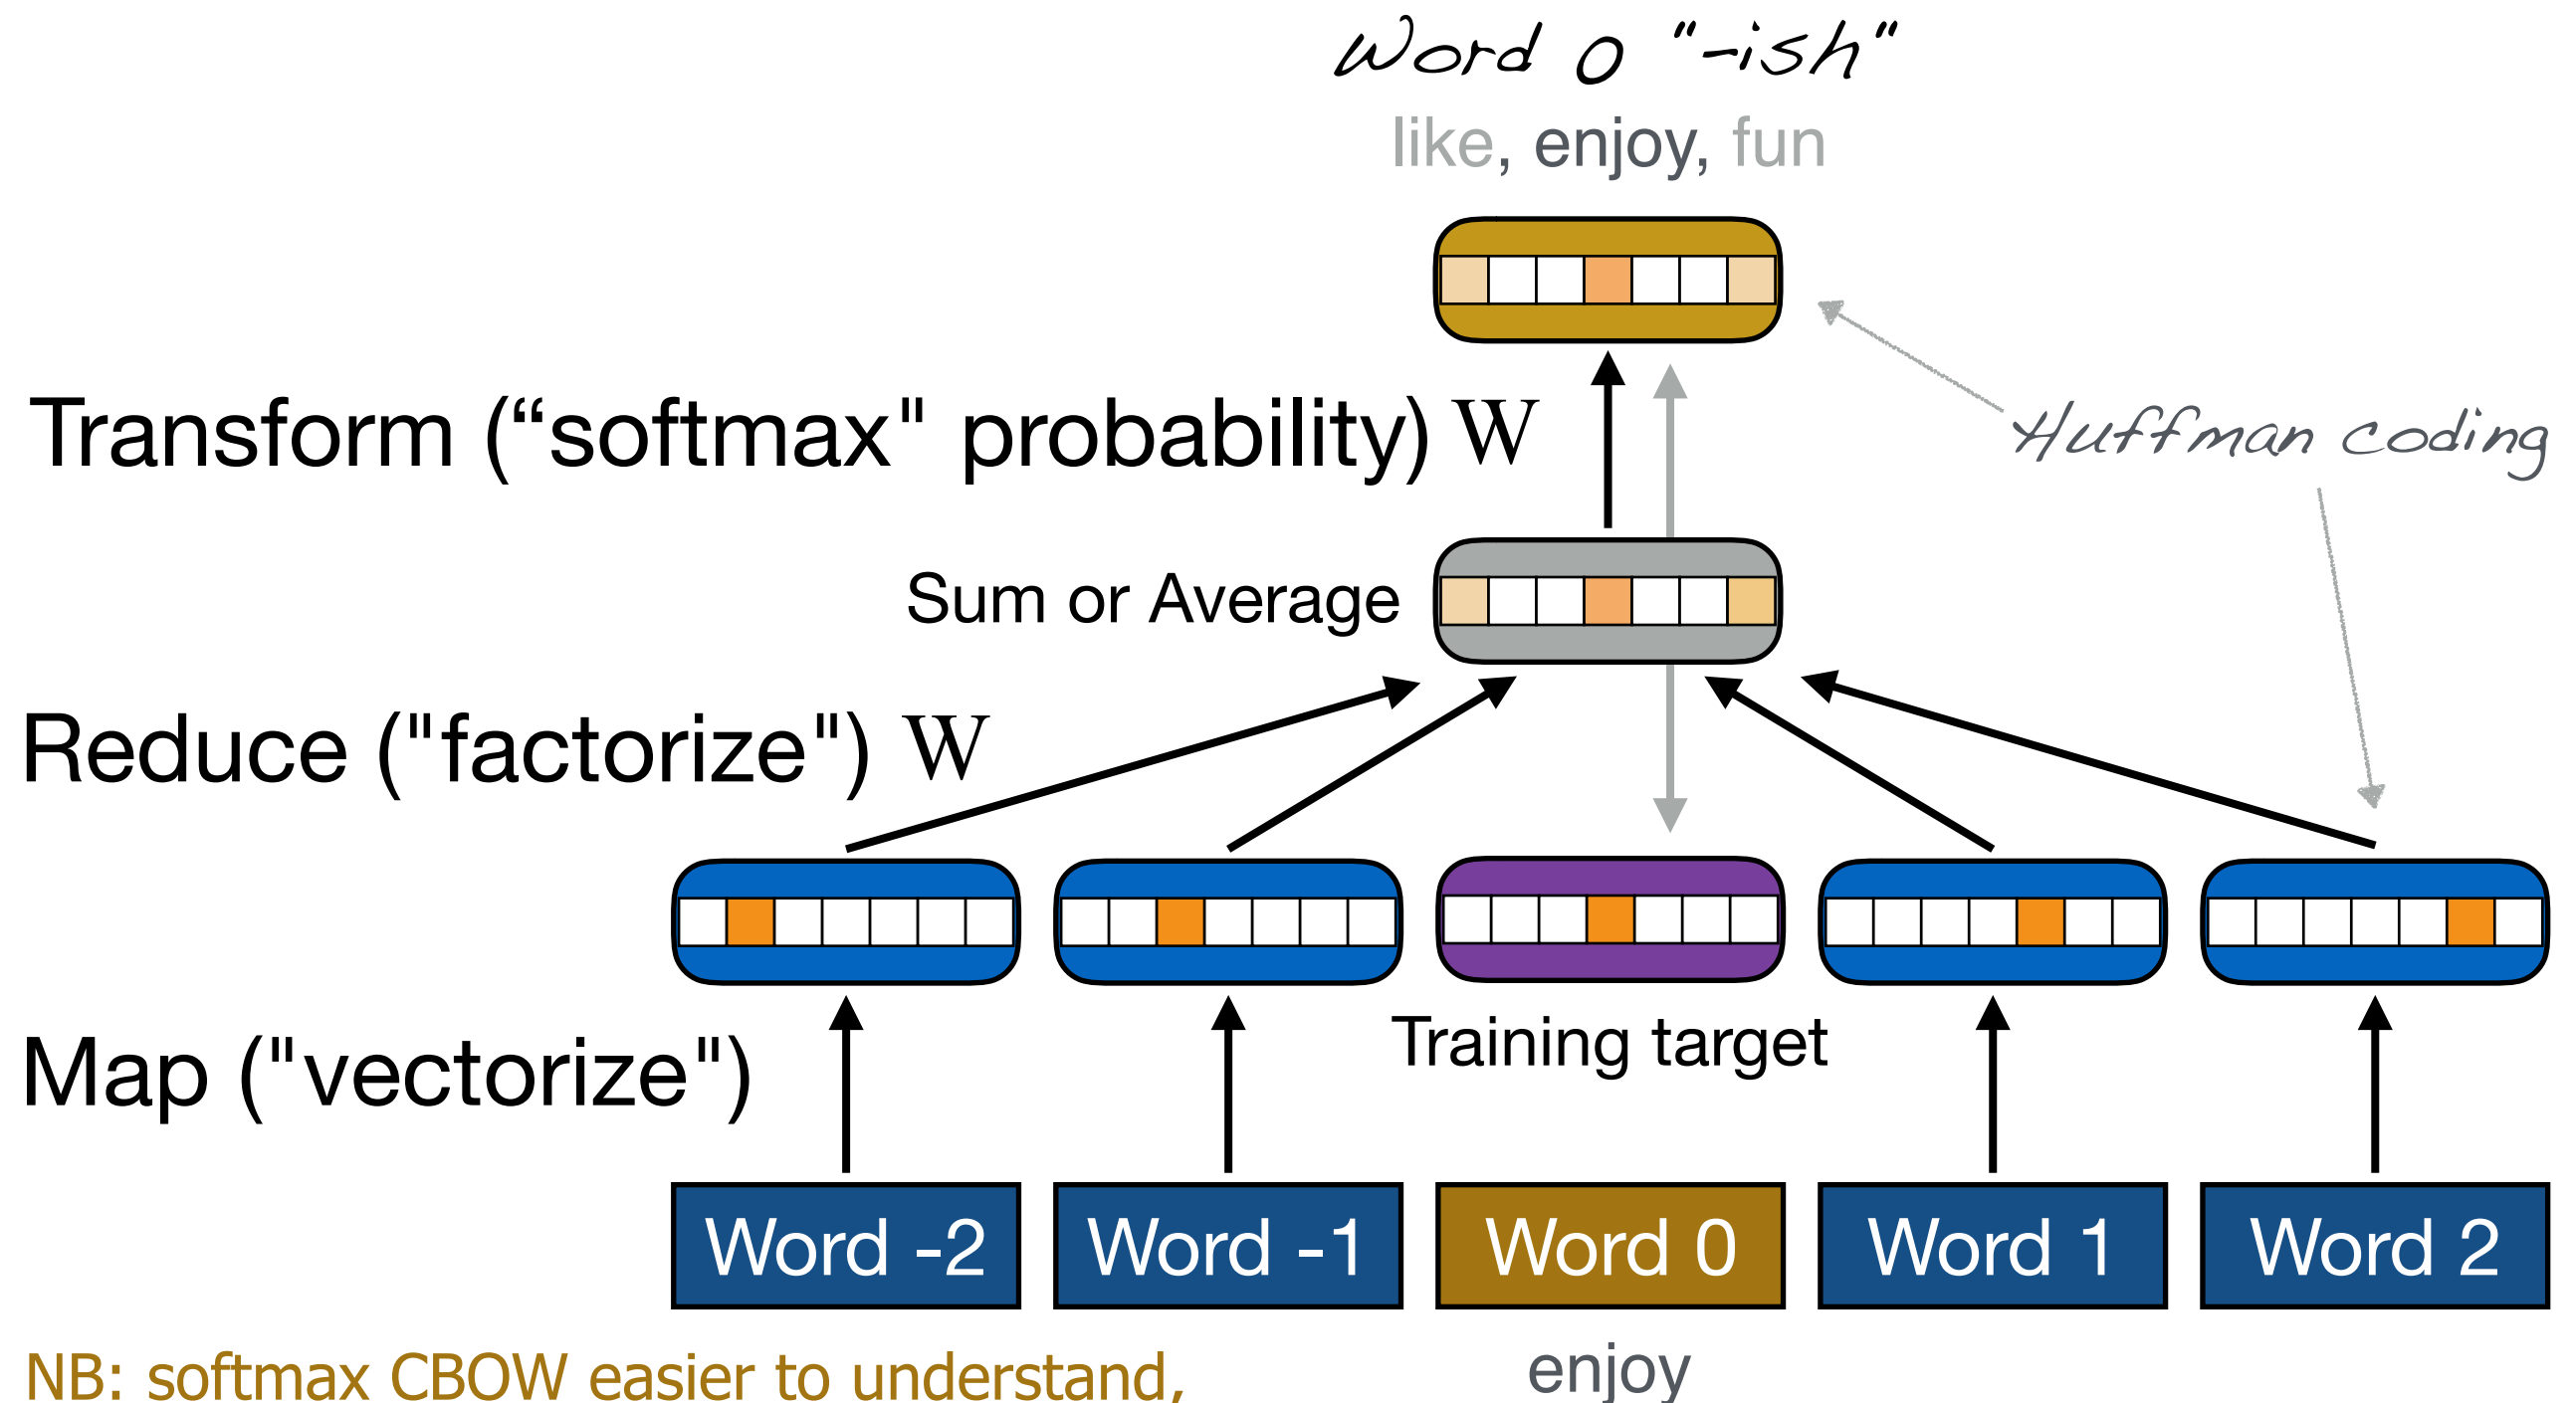 Word 0 "-ish"
like, enjoy, fun
Transform (“softmax" probability) W
Huffman coding
Sum or Average
Reduce ("factorize") W
Training target
Map ("vectorize")
Word -2
Word -1
Word 0
Word 1
Word 2
enjoy
NB: softmax CBOW easier to understand,